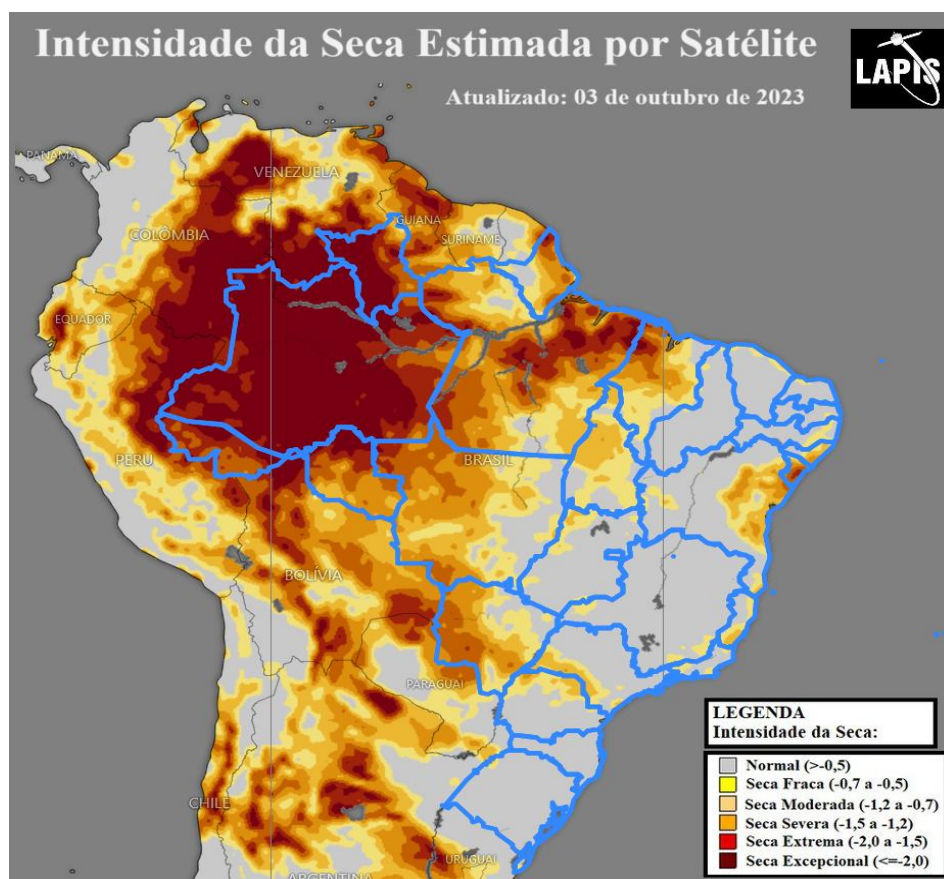 Intensidade da Seca Estimada por Satélite
LAPIS
Atualizado: 03 de outubro de 2023
PANAMA
VENEZUELA
GUIANA
SURINAME
COLÔMBIA
EQUADOR
PERU
BRASIL
BOLÍVIA
PARAGUAI
CHILE
URUGUAI
ARGENTINA
LEGENDA
Intensidade da Seca:
Normal (>-0,5)
Seca Fraca (-0,7 a -0,5)
Seca Moderada (-1,2 a -0,7)
Seca Severa (-1,5 a -1,2)
Seca Extrema (-2,0 a -1,5)
Seca Excepcional (<=-2,0)